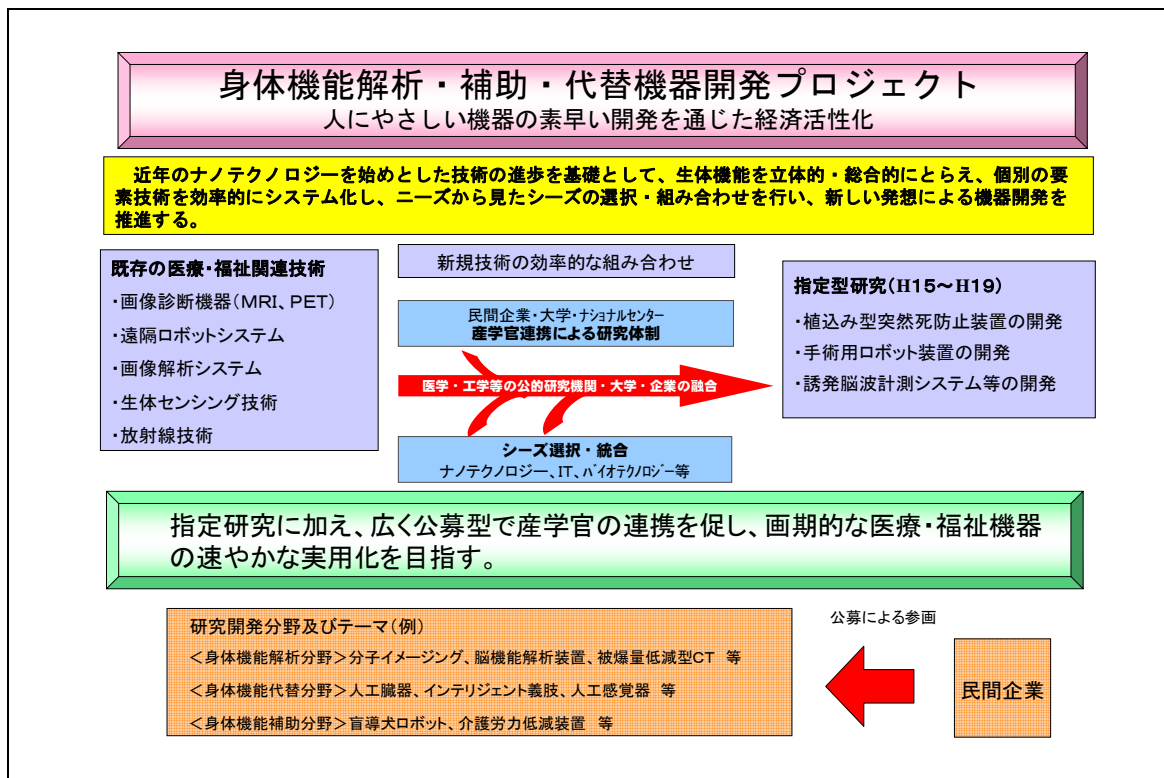 身体機能解析・補助・代替機器開発プロジェクト
人にやさしい機器の素早い開発を通じた経済活性化
近年のナノテクノロジーを始めとした技術の進歩を基礎として、生体機能を立体的・総合的にとらえ、個別の要
素技術を効率的にシステム化し、ニーズから見たシーズの選択・組み合わせを行い、新しい発想による機器開発を
推進する。
既存の医療・福祉関連技術
・画像診断機器(MRI、PET)
・遠隔ロボットシステム
・画像解析システム
・生体センシング技術
・放射線技術
新規技術の効率的な組み合わせ
民間企業・大学・ナショナルセンター
産学官連携による研究体制
医学・工学等の公的研究機関・大学・企業の融合
シーズ選択・統合
ナノテクノロジー、IT、バイオテクノロジー等
指定型研究(H15～H19)
・植込み型突然死防止装置の開発
・手術用ロボット装置の開発
・誘発脳波計測システム等の開発
指定研究に加え、広く公募型で産学官の連携を促し、画期的な医療・福祉機器
の速やかな実用化を目指す。
研究開発分野及びテーマ(例)
＜身体機能解析分野＞分子イメージング、脳機能解析装置、被爆量低減型CT 等
＜身体機能代替分野＞人工臓器、インテリジェント義肢、人工感覚器 等
＜身体機能補助分野＞盲導犬ロボット、介護労力低減装置 等
公募による参画
民間企業